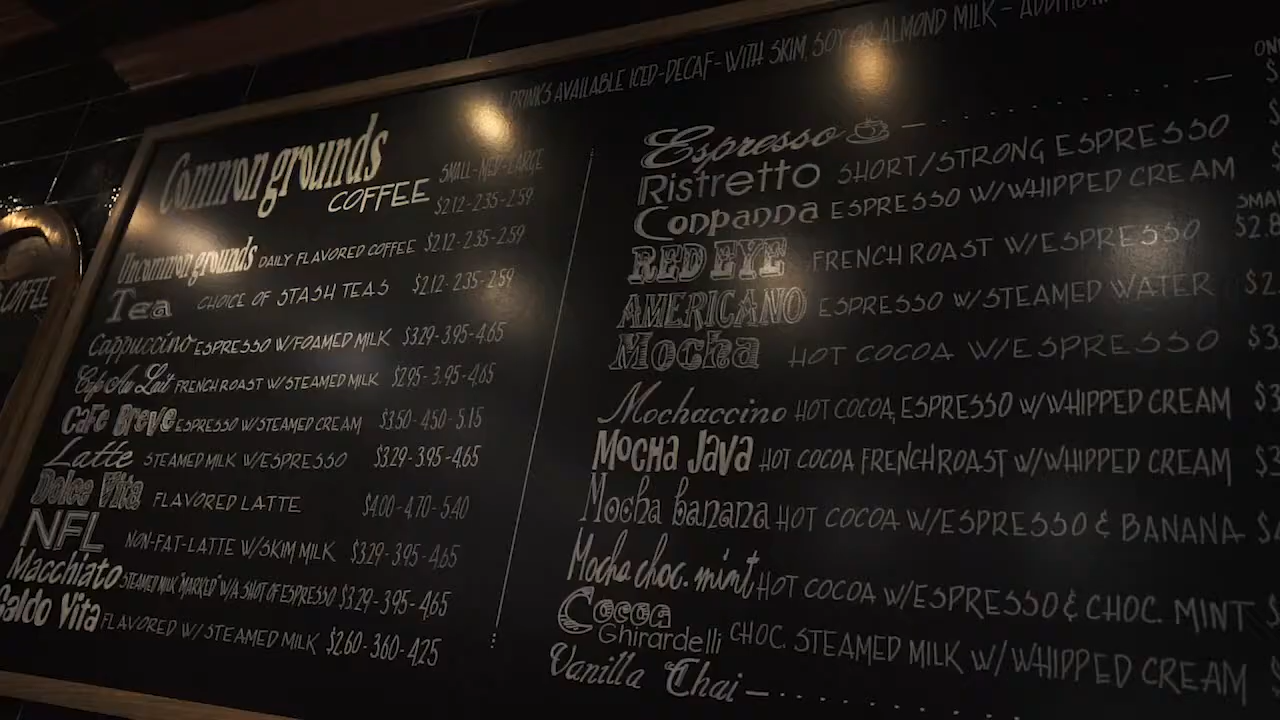 DRINKS AVAILABLE ICED-DECAF-WITH SKIM, SOY OR ALMOND MILK -
Common grounds
COFFEE
SMALL-MED-LARGE
$2.12-2.35-2.59
Uncommon grounds DAILY FLAVORED COFFEE $2.12-2.35-2.59
Tea CHOICE OF STASH TEAS $2.12-2.35-2.59
Cappuccino ESPRESSO W/FOAMED MILK $3.29-3.95-4.65
Cafe Au Lait FRENCH ROAST W/STEAMED MILK $2.95-3.95-4.65
Cafe Breve ESPRESSO W/STEAMED CREAM $3.50-4.50-5.15
Latte STEAMED MILK W/ESPRESSO $3.29-3.95-4.65
Dolce Vita FLAVORED LATTE $4.00-4.70-5.40
NFL NON-FAT-LATTE W/SKIM MILK $3.29-3.95-4.65
Macchiato STEAMED MILK "MARKED" W/A SHOT OF ESPRESSO $3.29-3.95-4.65
Caldo Vita FLAVORED W/STEAMED MILK $2.60-3.60-4.25
Espresso
Ristretto SHORT/STRONG ESPRESSO
Conpanna ESPRESSO W/WHIPPED CREAM
RED EYE FRENCH ROAST W/ESPRESSO
AMERICANO ESPRESSO W/STEAMED WATER
Mocha HOT COCOA W/ESPRESSO
Mochaccino HOT COCOA, ESPRESSO W/WHIPPED CREAM
Mocha Java HOT COCOA FRENCH ROAST W/WHIPPED CREAM
Mocha banana HOT COCOA W/ESPRESSO & BANANA
Mocha choc. mint HOT COCOA W/ESPRESSO & CHOC. MINT
Cocoa Ghirardelli CHOC. STEAMED MILK W/WHIPPED CREAM
Vanilla Chai
COFFEE